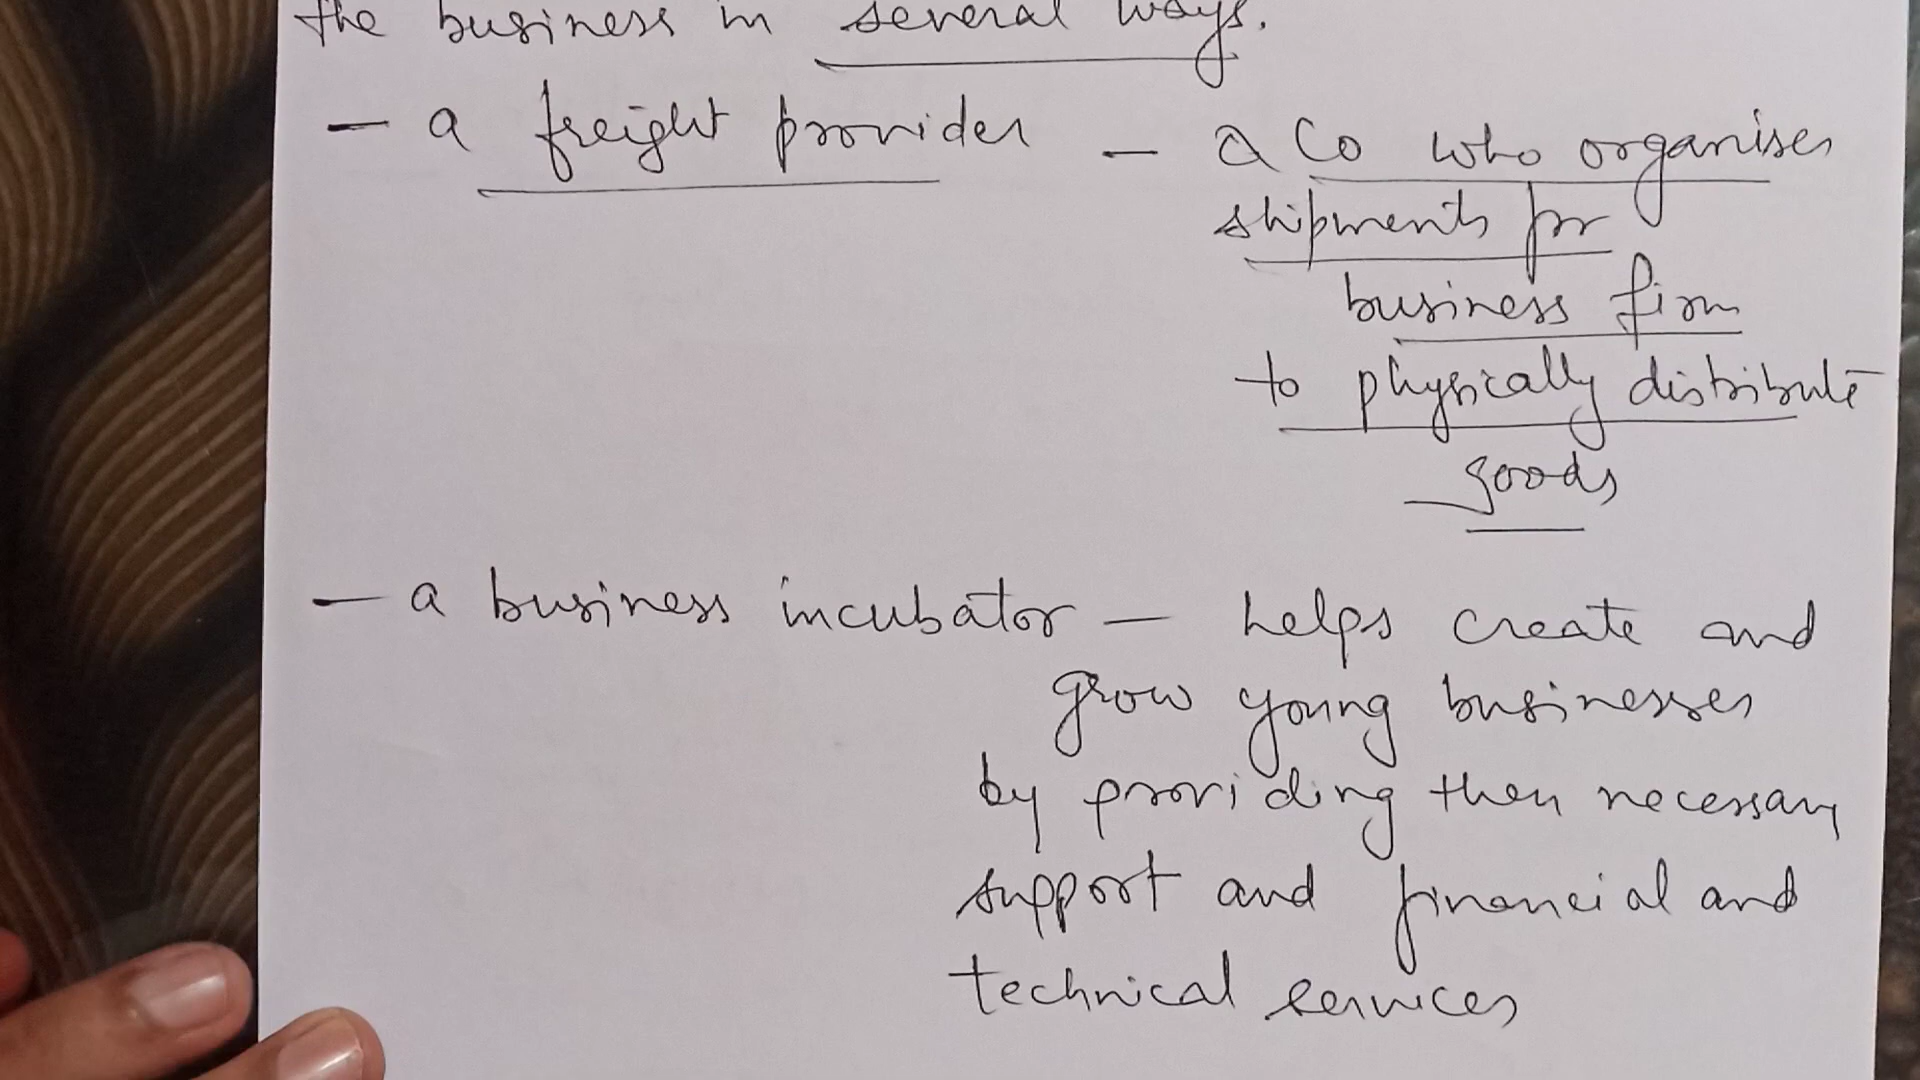 the business in several ways.
– a freight provider – a Co who organises
shipments for
business firm
to physically distribute
goods
– a business incubator – helps create and
grow young businesses
by providing then necessary
support and financial and
technical services